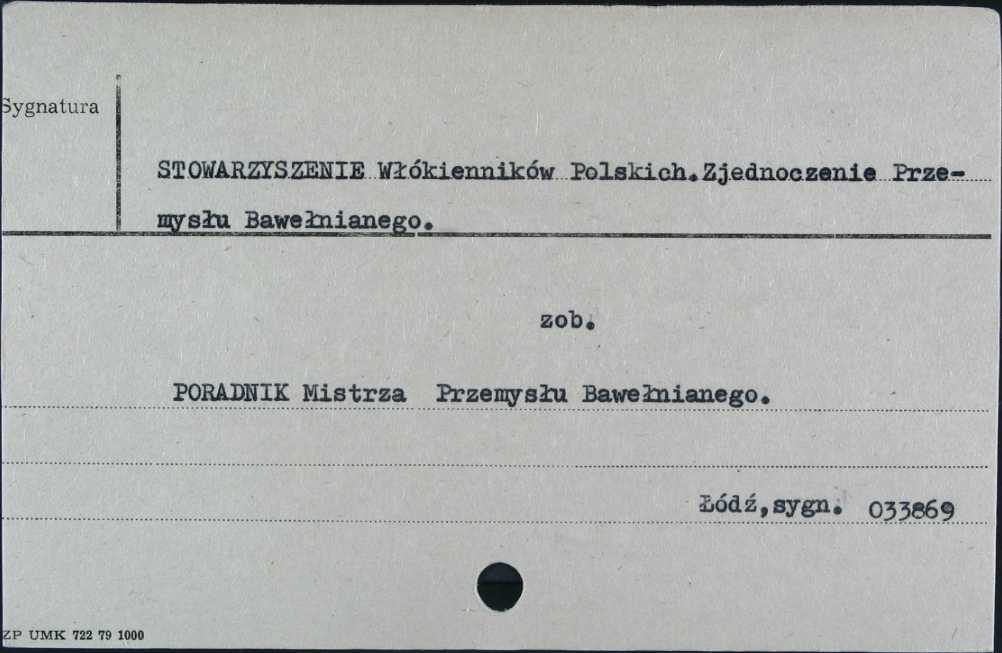 Sygnatura
STOWARZYSZENIE Włókienników Polskich.Zjednoczenie Prze-
mysłu Bawełnianego.
zob.
PORADNIK Mistrza Przemysłu Bawełnianego.
Łódź,sygn. 033869
ZP UMK 722 79 1000